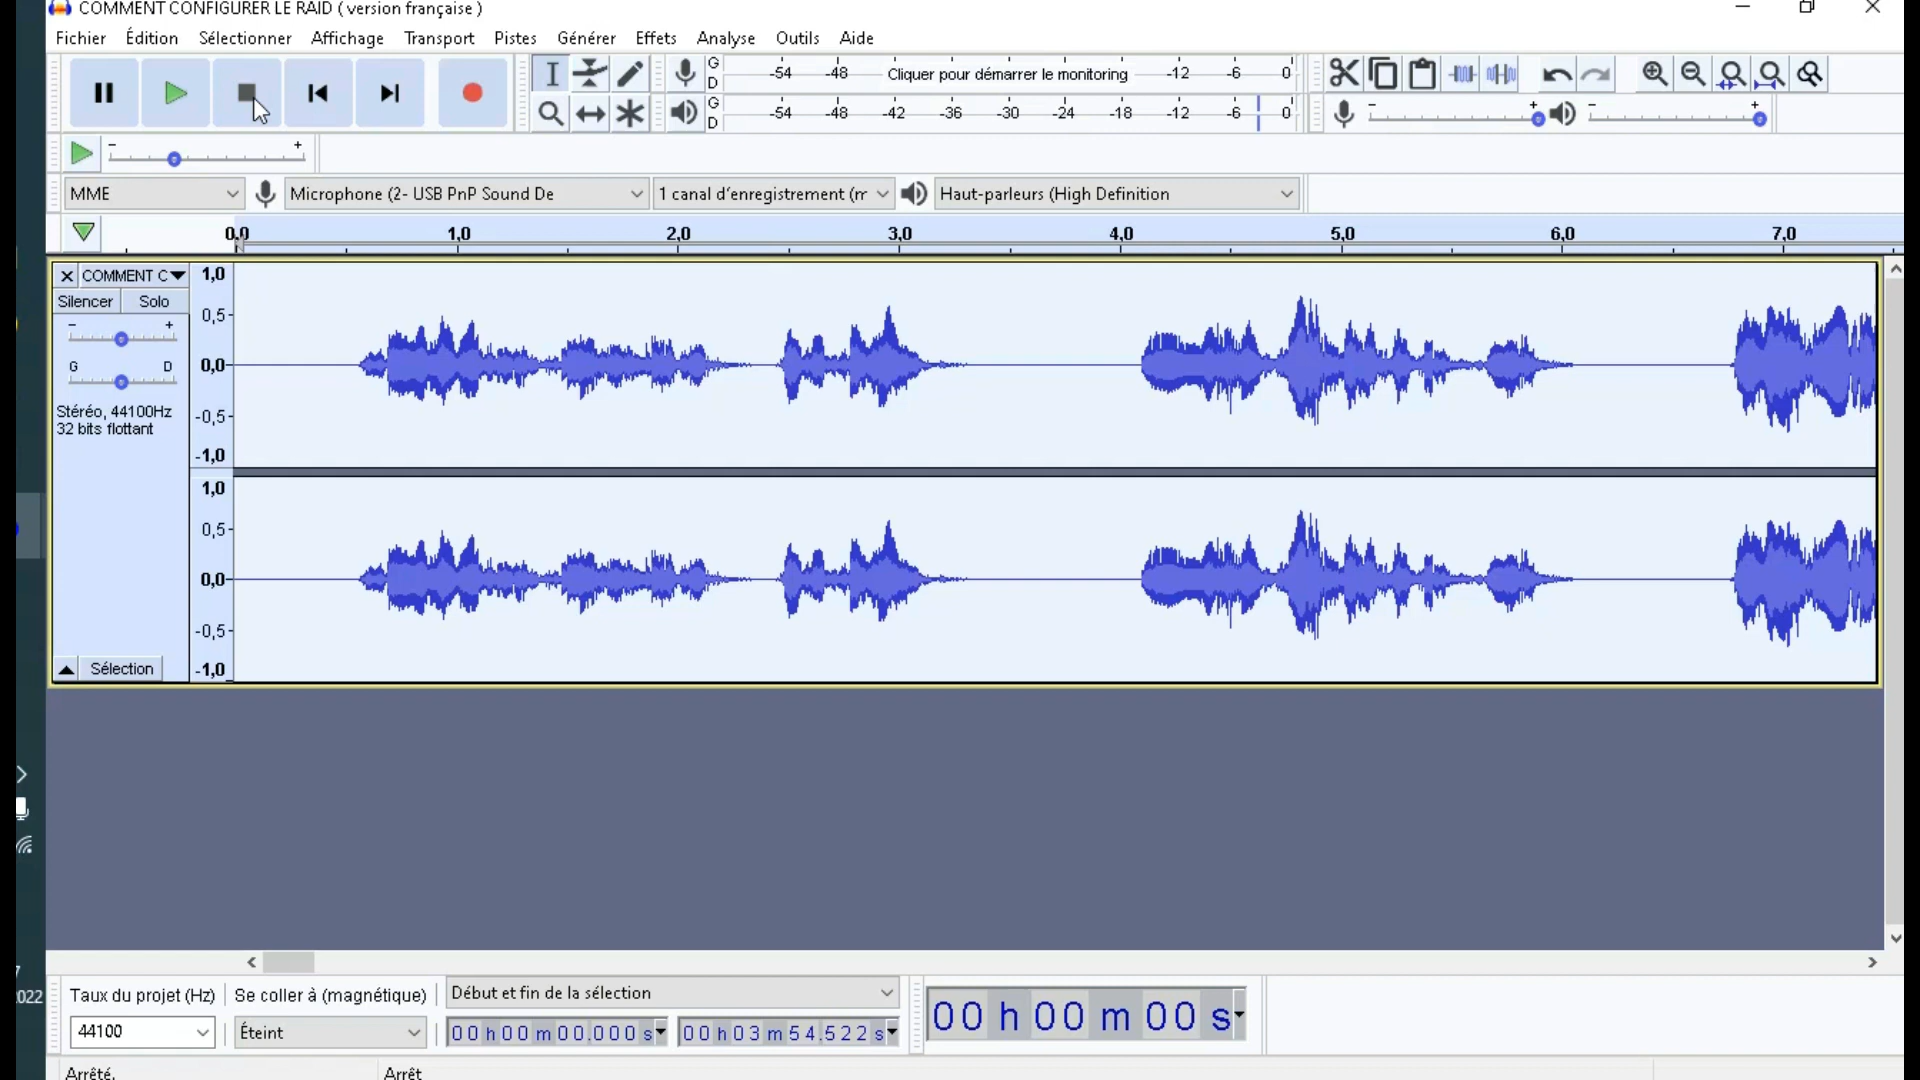 COMMENT CONFIGURER LE RAID ( version française )
Fichier Édition Sélectionner Affichage Transport Pistes Générer Effets Analyse Outils Aide
G
D
-54 -48 Cliquer pour démarrer le monitoring -12 -6 0
G
D
-54 -48 -42 -36 -30 -24 -18 -12 -6 0
MME Microphone (2- USB PnP Sound De 1 canal d'enregistrement (m Haut-parleurs (High Definition
0,0 1,0 2,0 3,0 4,0 5,0 6,0 7,0
COMMENT C
Silencer Solo
- +
G D
Stéréo, 44100Hz
32 bits flottant
Sélection
1,0
0,5
0,0
-0,5
-1,0
1,0
0,5
0,0
-0,5
-1,0
Taux du projet (Hz) Se coller à (magnétique) Début et fin de la sélection
44100 Éteint 00 h 00 m 00.000 s 00 h 03 m 54.522 s
00 h 00 m 00 s
Arrêté. Arrêt
7
022